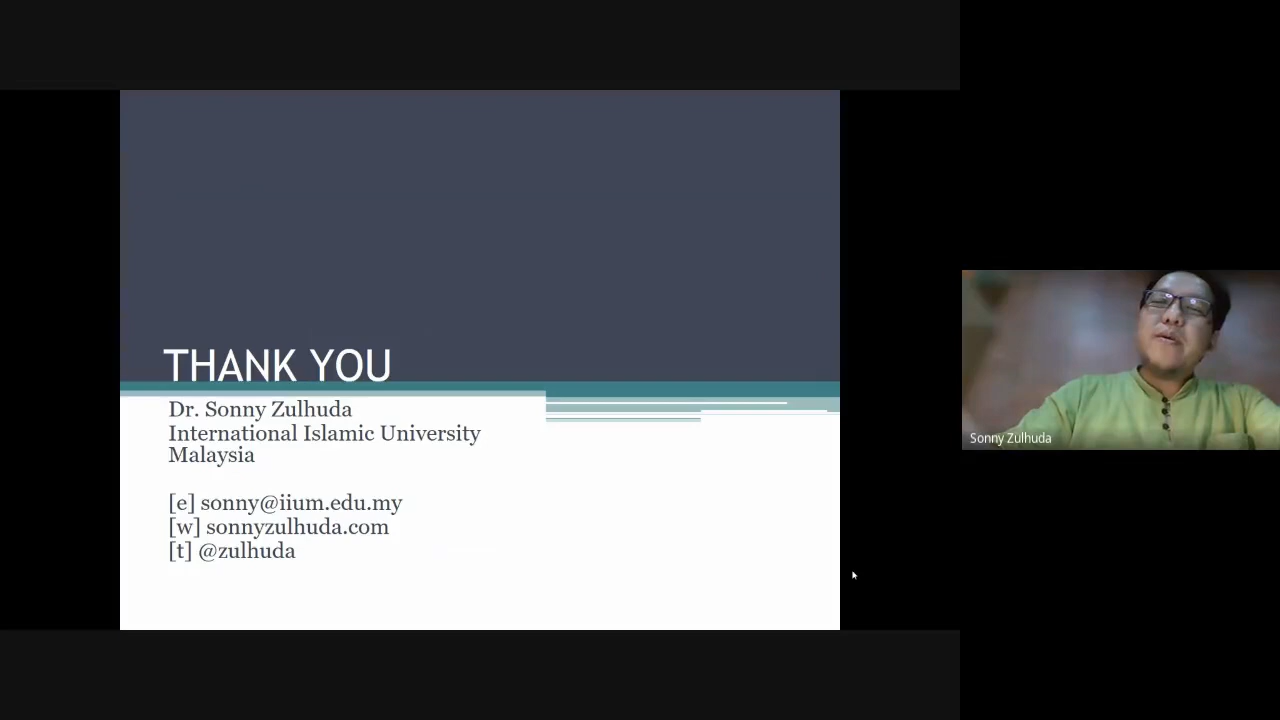 THANK YOU
Dr. Sonny Zulhuda
International Islamic University
Malaysia
[e] sonny@iium.edu.my
[w] sonnyzulhuda.com
[t] @zulhuda
Sonny Zulhuda